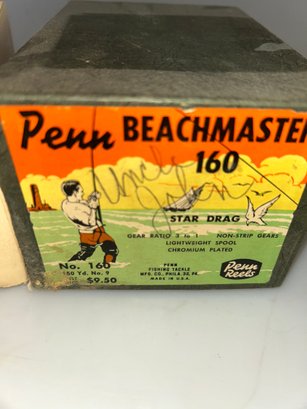 Penn BEACHMASTER
160
Uncle
STAR DRAG
GEAR RATIO 3 to 1 NON-STRIP GEARS
LIGHTWEIGHT SPOOL
CHROMIUM PLATED
No. 160
150 Yd. No. 9
$9.50
PENN
FISHING TACKLE
MFG. CO., PHILA. 32, PA.
MADE IN U.S.A.
Penn
Reels